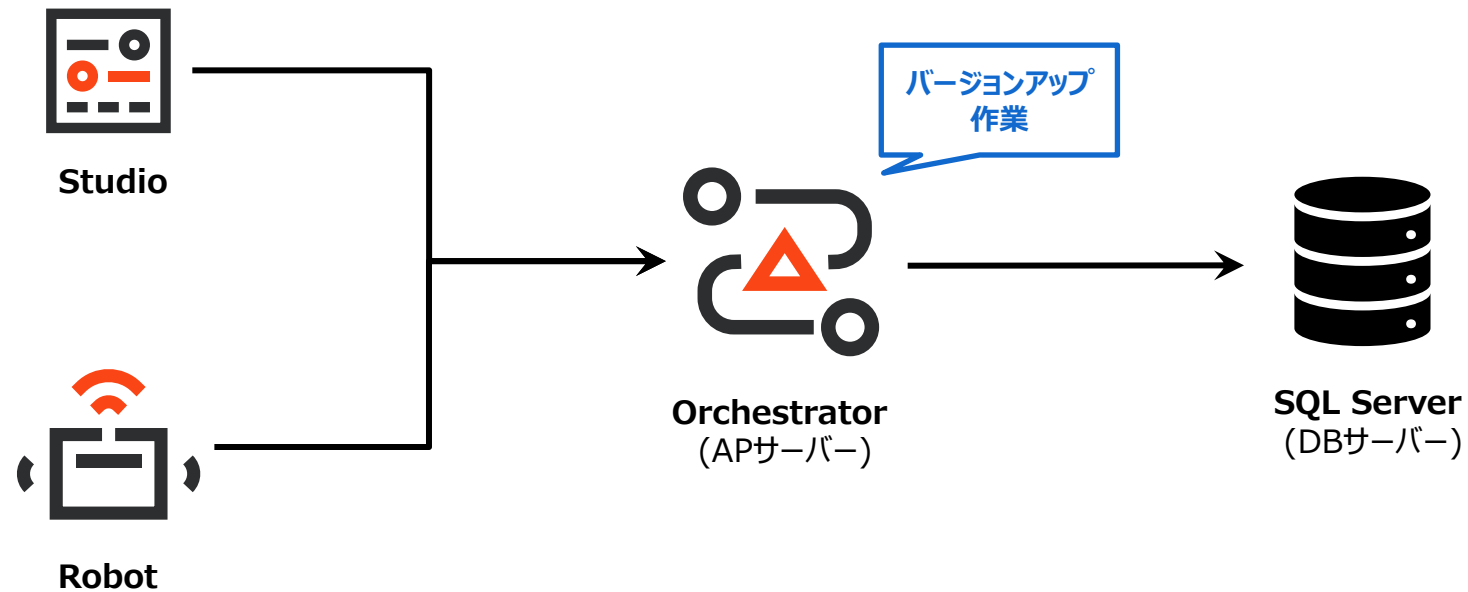 バージョンアップ
作業
Studio
Orchestrator
(APサーバー)
SQL Server
(DBサーバー)
Robot